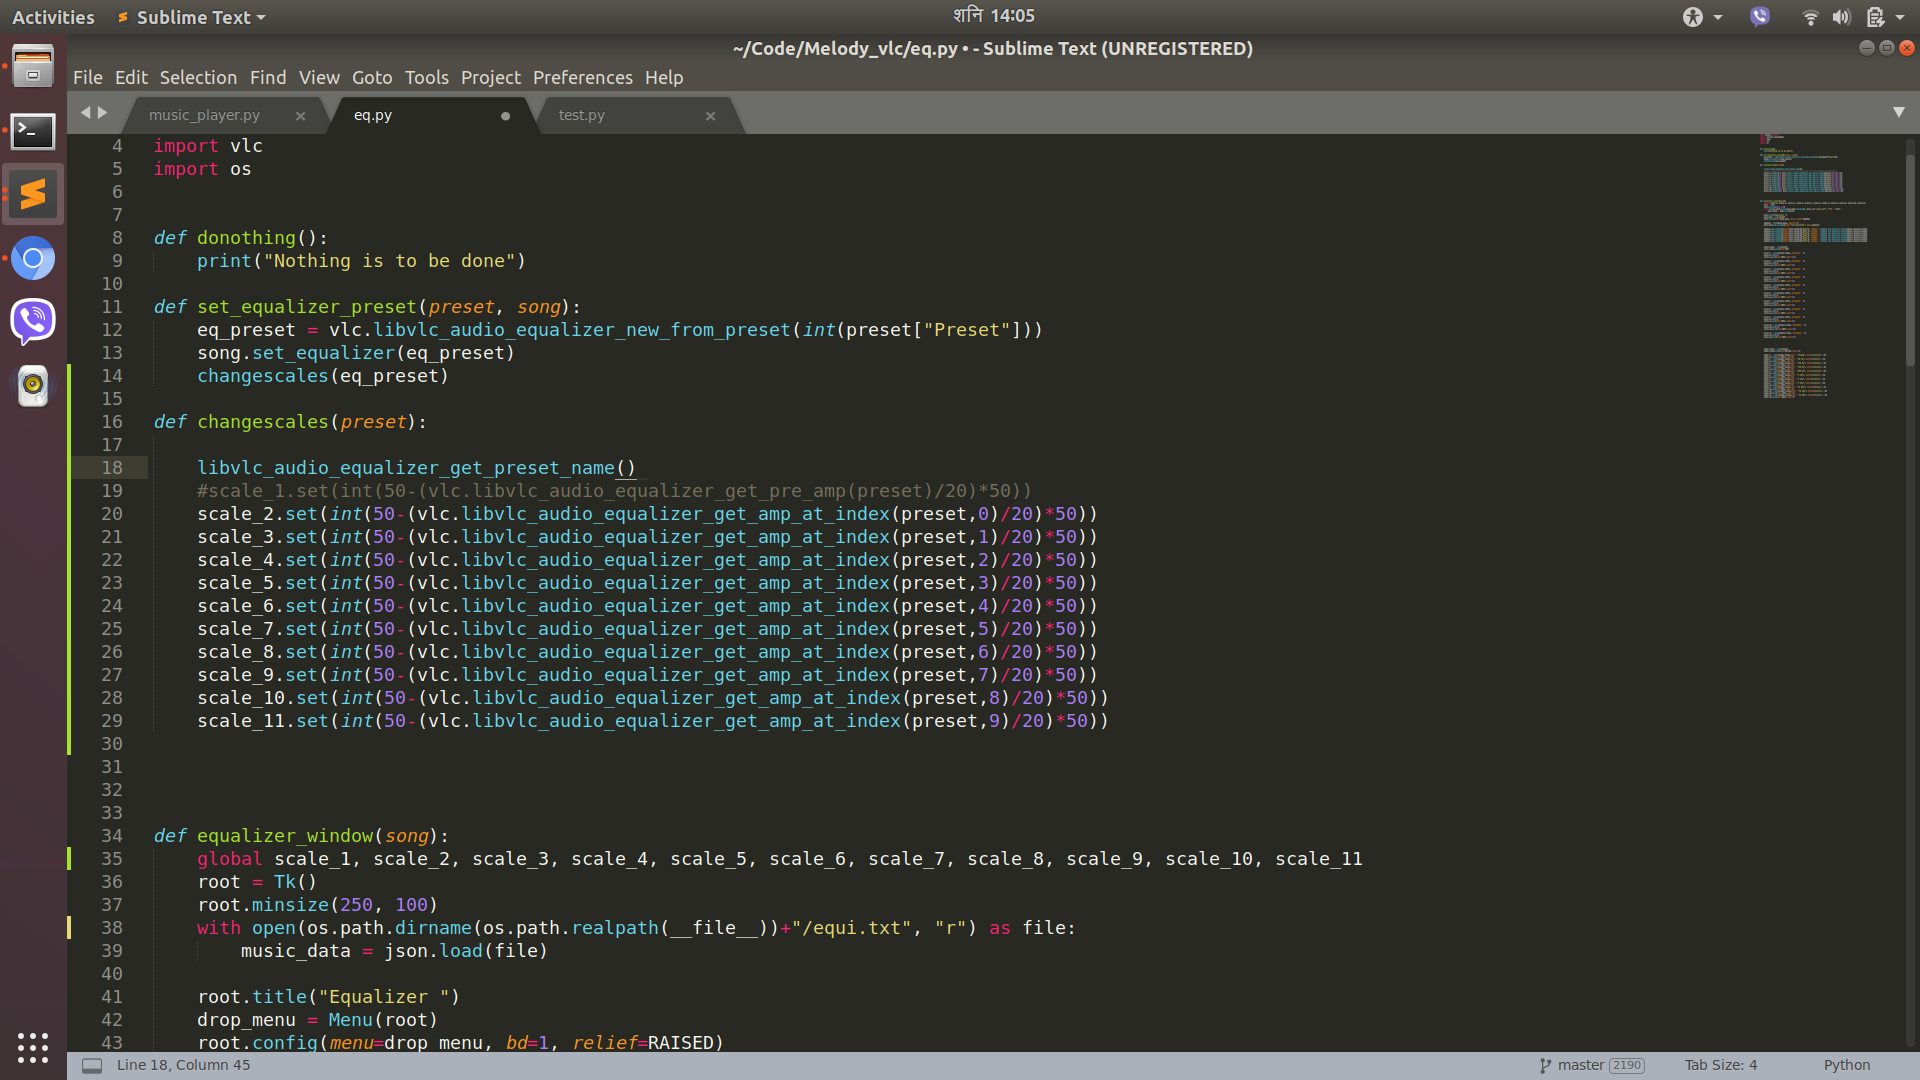 Activities Sublime Text शनि 14:05
~/Code/Melody_vlc/eq.py • - Sublime Text (UNREGISTERED)
File Edit Selection Find View Goto Tools Project Preferences Help
music_player.py eq.py test.py
4 import vlc
5 import os
6
7
8 def donothing():
9 print("Nothing is to be done")
10
11 def set_equalizer_preset(preset, song):
12 eq_preset = vlc.libvlc_audio_equalizer_new_from_preset(int(preset["Preset"]))
13 song.set_equalizer(eq_preset)
14 changescales(eq_preset)
15
16 def changescales(preset):
17
18 libvlc_audio_equalizer_get_preset_name()
19 #scale_1.set(int(50-(vlc.libvlc_audio_equalizer_get_pre_amp(preset)/20)*50))
20 scale_2.set(int(50-(vlc.libvlc_audio_equalizer_get_amp_at_index(preset,0)/20)*50))
21 scale_3.set(int(50-(vlc.libvlc_audio_equalizer_get_amp_at_index(preset,1)/20)*50))
22 scale_4.set(int(50-(vlc.libvlc_audio_equalizer_get_amp_at_index(preset,2)/20)*50))
23 scale_5.set(int(50-(vlc.libvlc_audio_equalizer_get_amp_at_index(preset,3)/20)*50))
24 scale_6.set(int(50-(vlc.libvlc_audio_equalizer_get_amp_at_index(preset,4)/20)*50))
25 scale_7.set(int(50-(vlc.libvlc_audio_equalizer_get_amp_at_index(preset,5)/20)*50))
26 scale_8.set(int(50-(vlc.libvlc_audio_equalizer_get_amp_at_index(preset,6)/20)*50))
27 scale_9.set(int(50-(vlc.libvlc_audio_equalizer_get_amp_at_index(preset,7)/20)*50))
28 scale_10.set(int(50-(vlc.libvlc_audio_equalizer_get_amp_at_index(preset,8)/20)*50))
29 scale_11.set(int(50-(vlc.libvlc_audio_equalizer_get_amp_at_index(preset,9)/20)*50))
30
31
32
33
34 def equalizer_window(song):
35 global scale_1, scale_2, scale_3, scale_4, scale_5, scale_6, scale_7, scale_8, scale_9, scale_10, scale_11
36 root = Tk()
37 root.minsize(250, 100)
38 with open(os.path.dirname(os.path.realpath(__file__))+"/equi.txt", "r") as file:
39 music_data = json.load(file)
40
41 root.title("Equalizer ")
42 drop_menu = Menu(root)
43 root.config(menu=drop_menu, bd=1, relief=RAISED)
Line 18, Column 45 master 2190 Tab Size: 4 Python